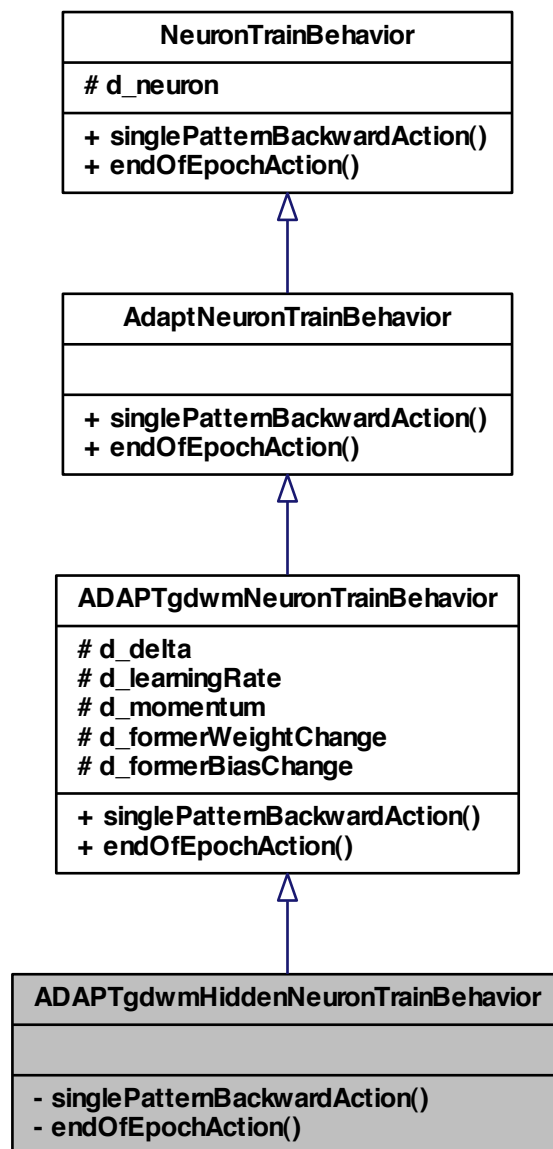 NeuronTrainBehavior
# d_neuron
+ singlePatternBackwardAction()
+ endOfEpochAction()
AdaptNeuronTrainBehavior
+ singlePatternBackwardAction()
+ endOfEpochAction()
ADAPTgdwmNeuronTrainBehavior
# d_delta
# d_learningRate
# d_momentum
# d_formerWeightChange
# d_formerBiasChange
+ singlePatternBackwardAction()
+ endOfEpochAction()
ADAPTgdwmHiddenNeuronTrainBehavior
- singlePatternBackwardAction()
- endOfEpochAction()